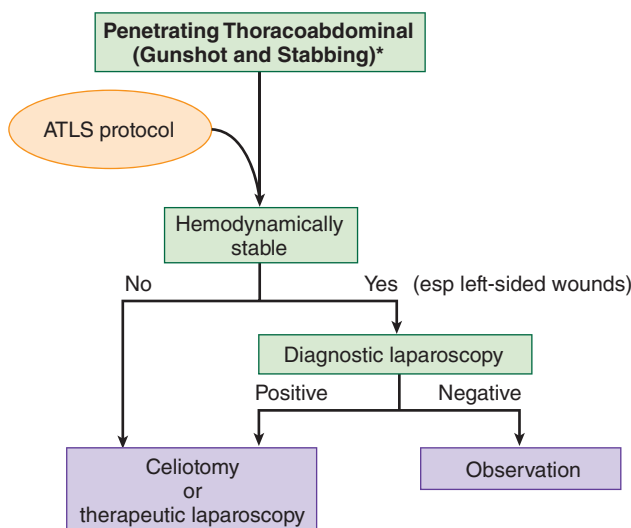 Penetrating Thoracoabdominal
(Gunshot and Stabbing)*
ATLS protocol
Hemodynamically
stable
No
Yes (esp left-sided wounds)
Diagnostic laparoscopy
Positive
Negative
Celiotomy
or
therapeutic laparoscopy
Observation